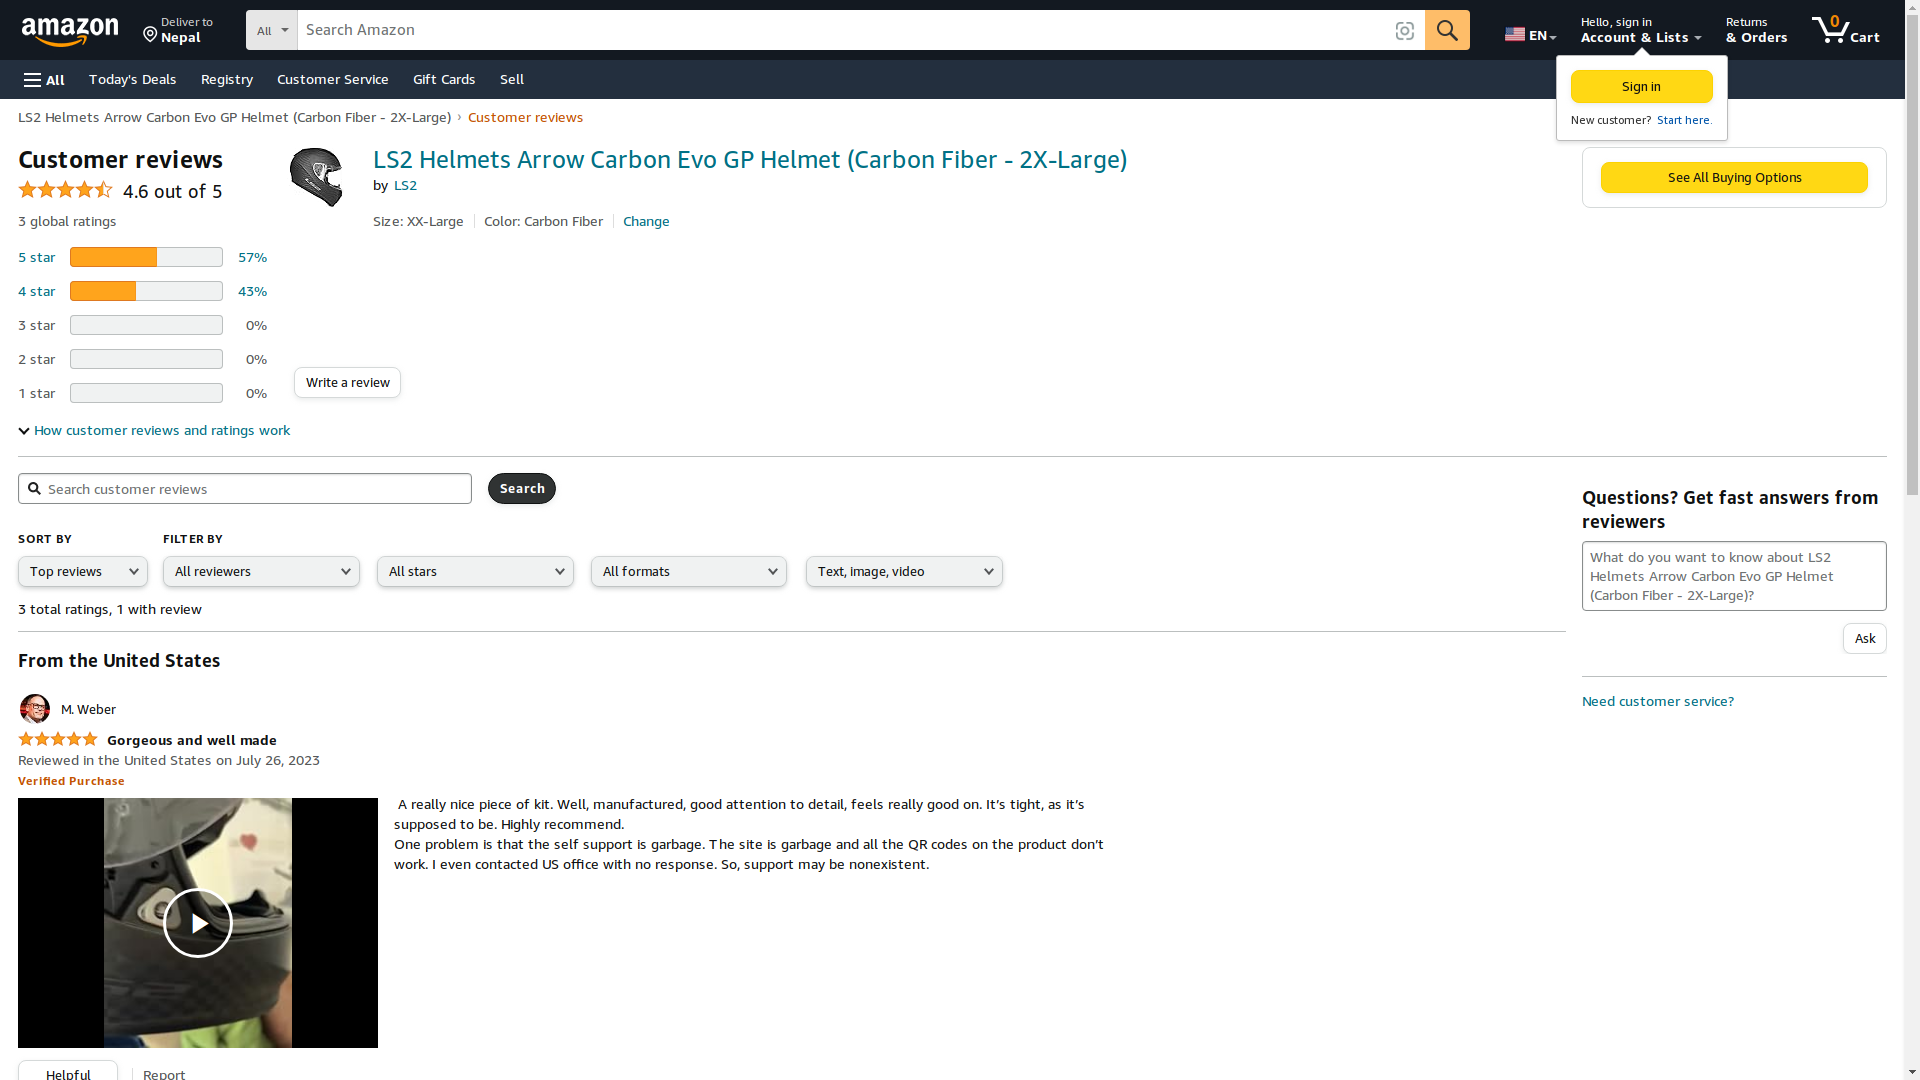 amazon
Deliver to
Nepal
All
Search Amazon
EN
Hello, sign in
Account & Lists
Returns
& Orders
0
Cart
All
Today's Deals
Registry
Customer Service
Gift Cards
Sell
Sign in
New customer? Start here.
LS2 Helmets Arrow Carbon Evo GP Helmet (Carbon Fiber - 2X-Large) › Customer reviews
Customer reviews
4.6 out of 5
3 global ratings
5 star 57%
4 star 43%
3 star 0%
2 star 0%
1 star 0%
How customer reviews and ratings work
LS2 Helmets Arrow Carbon Evo GP Helmet (Carbon Fiber - 2X-Large)
by LS2
Size: XX-Large Color: Carbon Fiber Change
Write a review
See All Buying Options
Search customer reviews
Search
SORT BY
FILTER BY
Top reviews
All reviewers
All stars
All formats
Text, image, video
3 total ratings, 1 with review
Questions? Get fast answers from
reviewers
What do you want to know about LS2
Helmets Arrow Carbon Evo GP Helmet
(Carbon Fiber - 2X-Large)?
Ask
Need customer service?
From the United States
M. Weber
Gorgeous and well made
Reviewed in the United States on July 26, 2023
Verified Purchase
A really nice piece of kit. Well, manufactured, good attention to detail, feels really good on. It’s tight, as it’s
supposed to be. Highly recommend.
One problem is that the self support is garbage. The site is garbage and all the QR codes on the product don’t
work. I even contacted US office with no response. So, support may be nonexistent.
Helpful
Report